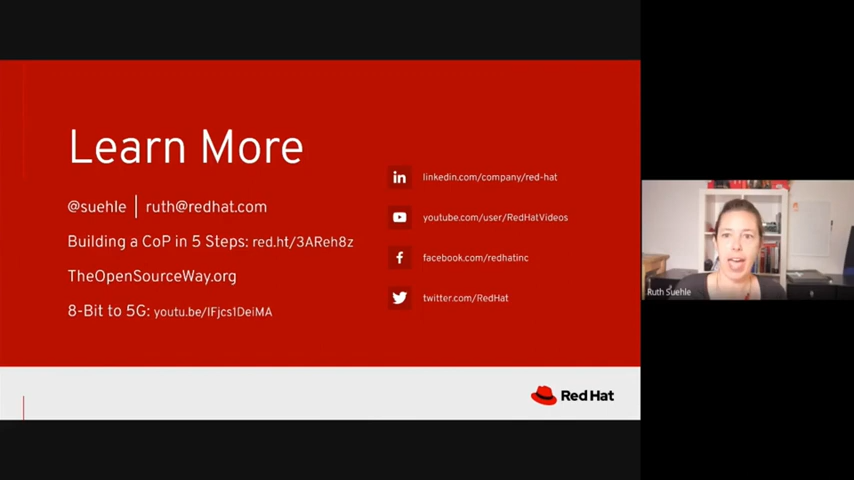 Learn More
@suehle | ruth@redhat.com
Building a CoP in 5 Steps: red.ht/3AReh8z
TheOpenSourceWay.org
8-Bit to 5G: youtu.be/IFjcs1DeiMA
in linkedin.com/company/red-hat
youtube.com/user/RedHatVideos
f facebook.com/redhatinc
twitter.com/RedHat
Red Hat
Ruth Suehle